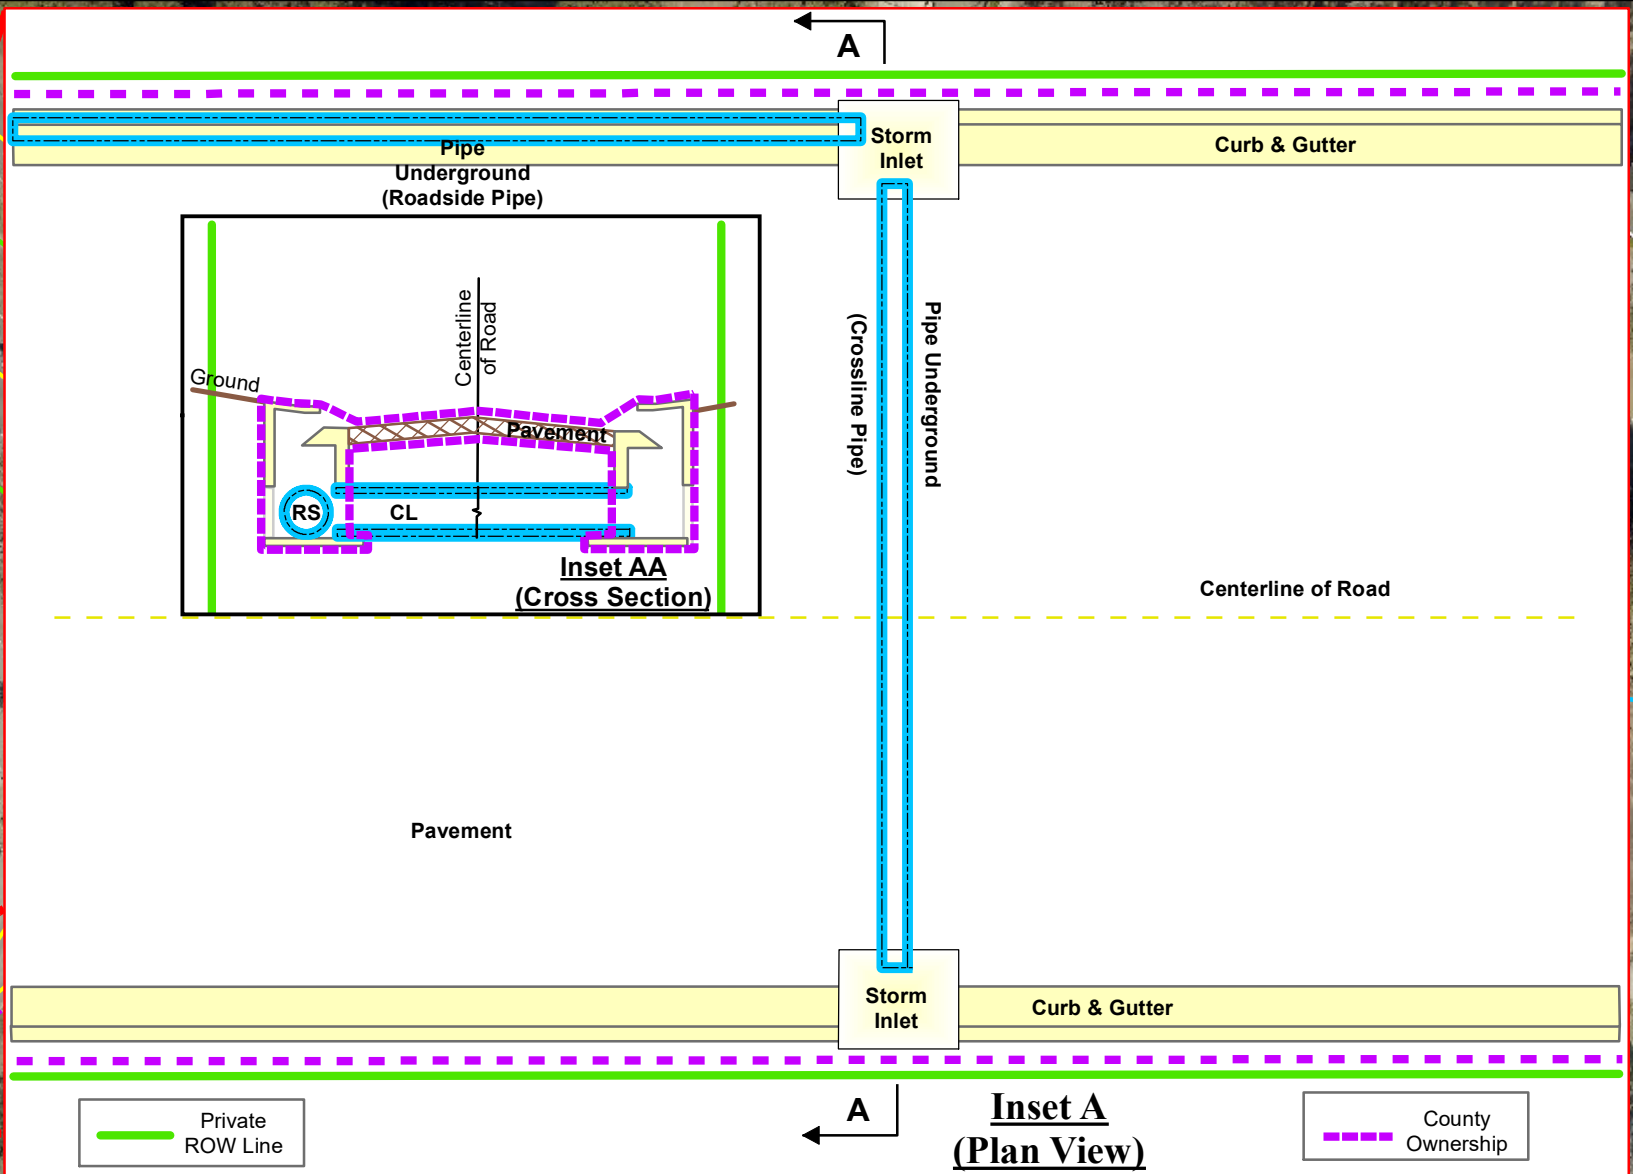 A
Storm
Inlet
Curb & Gutter
Pipe
Underground
(Roadside Pipe)
Centerline
of Road
Ground
Pavement
RS
CL
Inset AA
(Cross Section)
(Crossline Pipe)
Pipe Underground
Centerline of Road
Pavement
Storm
Inlet
Curb & Gutter
A
Inset A
(Plan View)
Private
ROW Line
County
Ownership